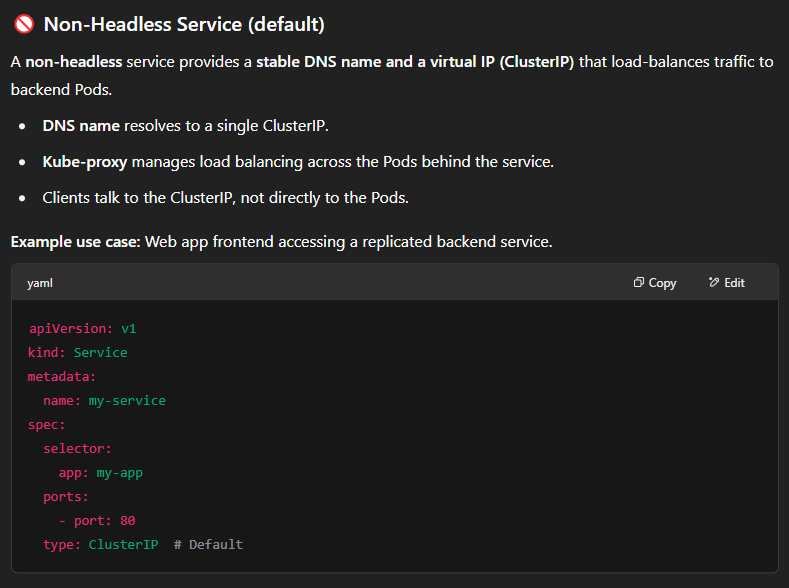 🚫 Non-Headless Service (default)
A non-headless service provides a stable DNS name and a virtual IP (ClusterIP) that load-balances traffic to
backend Pods.
• DNS name resolves to a single ClusterIP.
• Kube-proxy manages load balancing across the Pods behind the service.
• Clients talk to the ClusterIP, not directly to the Pods.
Example use case: Web app frontend accessing a replicated backend service.
yaml Copy Edit
apiVersion: v1
kind: Service
metadata:
  name: my-service
spec:
  selector:
    app: my-app
  ports:
    - port: 80
  type: ClusterIP  # Default